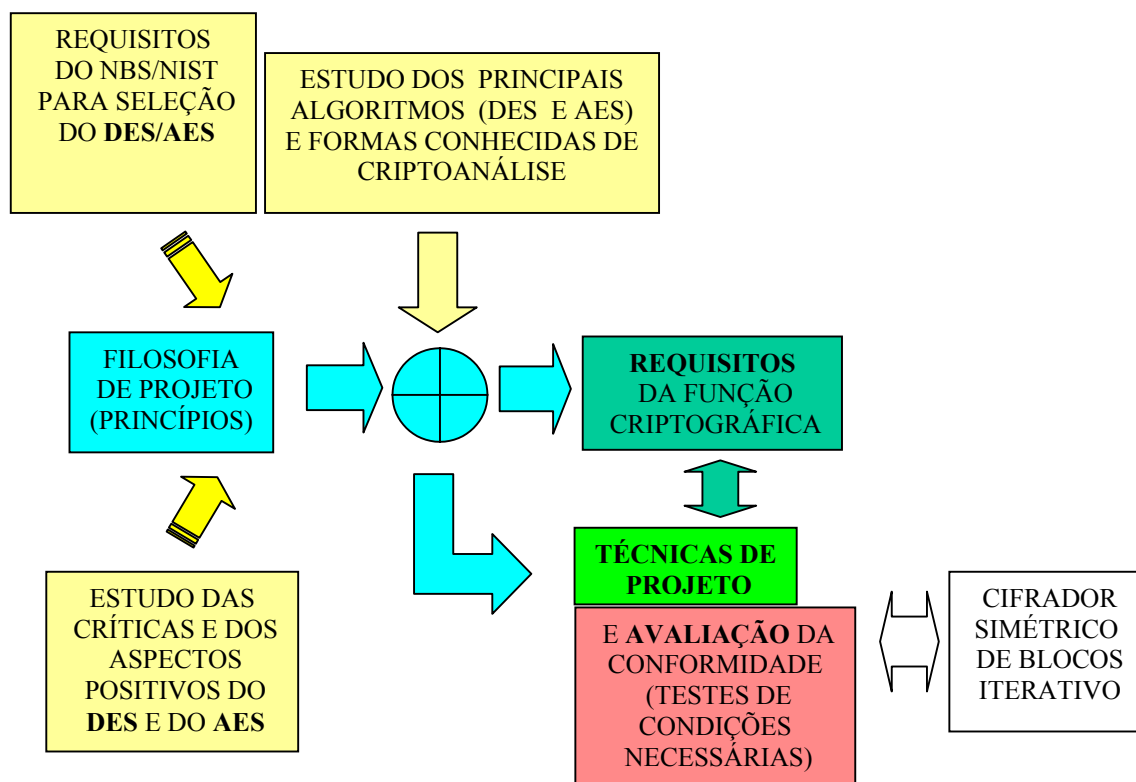 REQUISITOS
DO NBS/NIST
PARA SELEÇÃO
DO DES/AES
ESTUDO DOS PRINCIPAIS
ALGORITMOS (DES E AES)
E FORMAS CONHECIDAS DE
CRIPTOANÁLISE
FILOSOFIA
DE PROJETO
(PRINCÍPIOS)
REQUISITOS
DA FUNÇÃO
CRIPTOGRÁFICA
TÉCNICAS DE
PROJETO
ESTUDO DAS
CRÍTICAS E DOS
ASPECTOS
POSITIVOS DO
DES E DO AES
E AVALIAÇÃO DA
CONFORMIDADE
(TESTES DE
CONDIÇÕES
NECESSÁRIAS)
CIFRADOR
SIMÉTRICO
DE BLOCOS
ITERATIVO